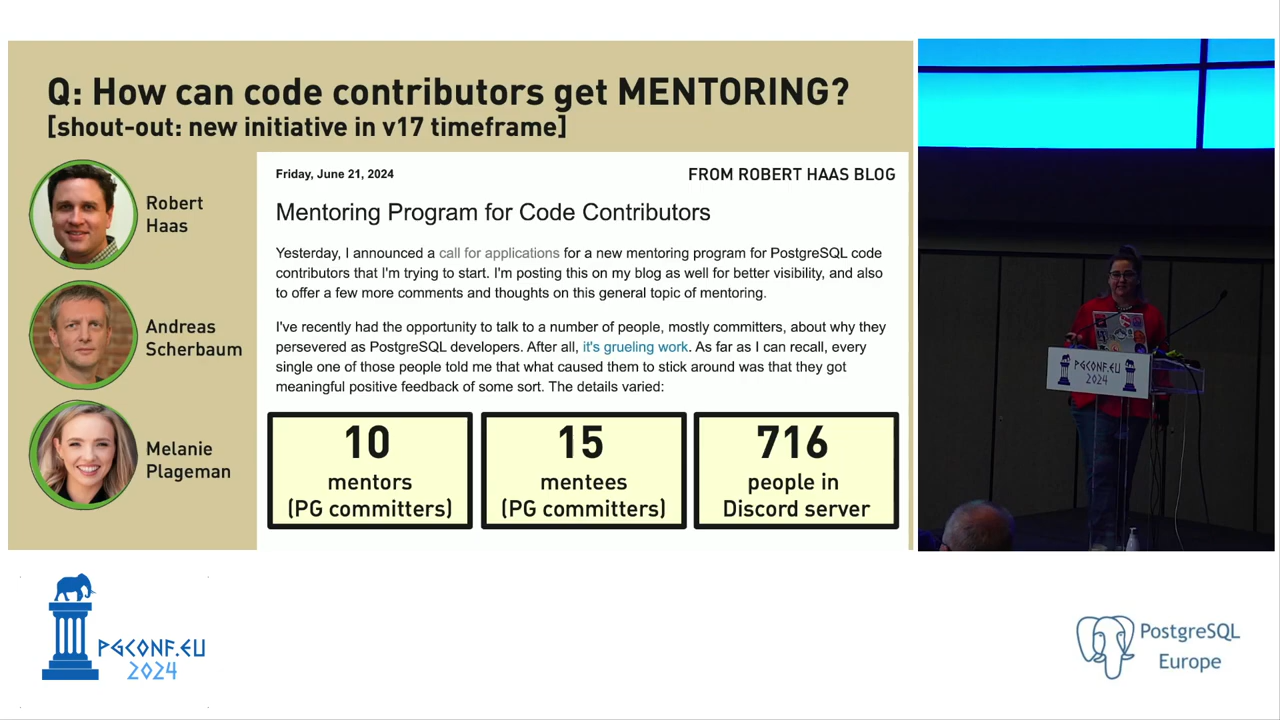 Q: How can code contributors get MENTORING?
[shout-out: new initiative in v17 timeframe]
Robert
Haas
Andreas
Scherbaum
Melanie
Plageman
Friday, June 21, 2024
FROM ROBERT HAAS BLOG
Mentoring Program for Code Contributors
Yesterday, I announced a call for applications for a new mentoring program for PostgreSQL code
contributors that I'm trying to start. I'm posting this on my blog as well for better visibility, and also
to offer a few more comments and thoughts on this general topic of mentoring.
I've recently had the opportunity to talk to a number of people, mostly committers, about why they
persevered as PostgreSQL developers. After all, it's grueling work. As far as I can recall, every
single one of those people told me that what caused them to stick around was that they got
meaningful positive feedback of some sort. The details varied:
10
mentors
(PG committers)
15
mentees
(PG committers)
716
people in
Discord server
PGCONF.EU
2024
PGCONF.EU
2024
PostgreSQL
Europe